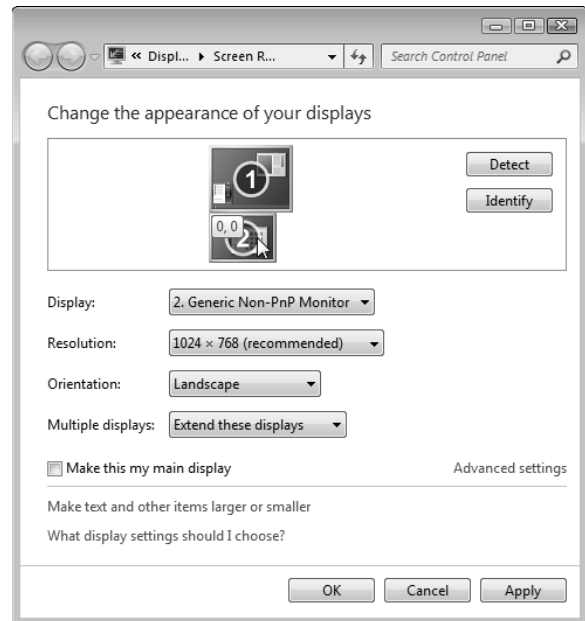 « Displ... ▸ Screen R... Search Control Panel
Change the appearance of your displays
1
Detect
Identify
0, 0
2
Display: 2. Generic Non-PnP Monitor
Resolution: 1024 × 768 (recommended)
Orientation: Landscape
Multiple displays: Extend these displays
Make this my main display Advanced settings
Make text and other items larger or smaller
What display settings should I choose?
OK Cancel Apply